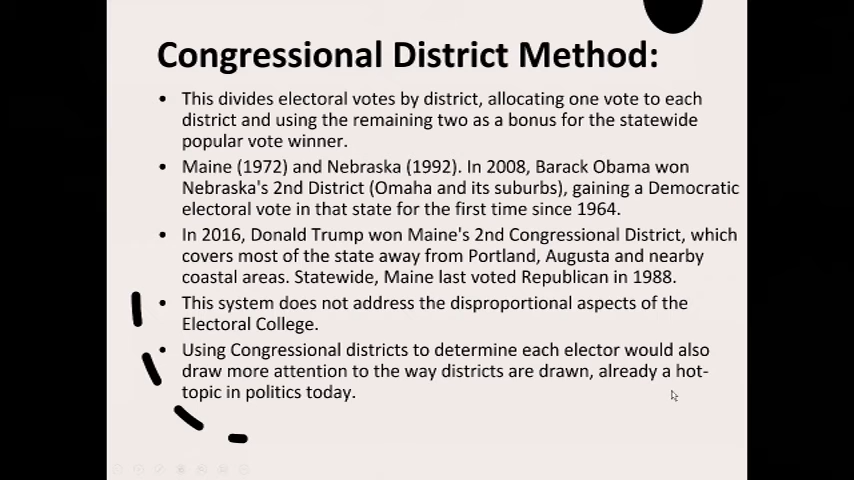 Congressional District Method:
• This divides electoral votes by district, allocating one vote to each
district and using the remaining two as a bonus for the statewide
popular vote winner.
• Maine (1972) and Nebraska (1992). In 2008, Barack Obama won
Nebraska's 2nd District (Omaha and its suburbs), gaining a Democratic
electoral vote in that state for the first time since 1964.
• In 2016, Donald Trump won Maine's 2nd Congressional District, which
covers most of the state away from Portland, Augusta and nearby
coastal areas. Statewide, Maine last voted Republican in 1988.
• This system does not address the disproportional aspects of the
Electoral College.
• Using Congressional districts to determine each elector would also
draw more attention to the way districts are drawn, already a hot-
topic in politics today.